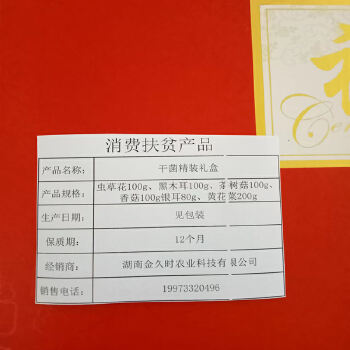 消费扶贫产品
产品名称： 干菌精装礼盒
产品规格： 虫草花100g、黑木耳100g、茶树菇100g、
香菇100g银耳80g、黄花菜200g
生产日期： 见包装
保质期： 12个月
经销商： 湖南金久时农业科技有限公司
销售电话： 19973320496